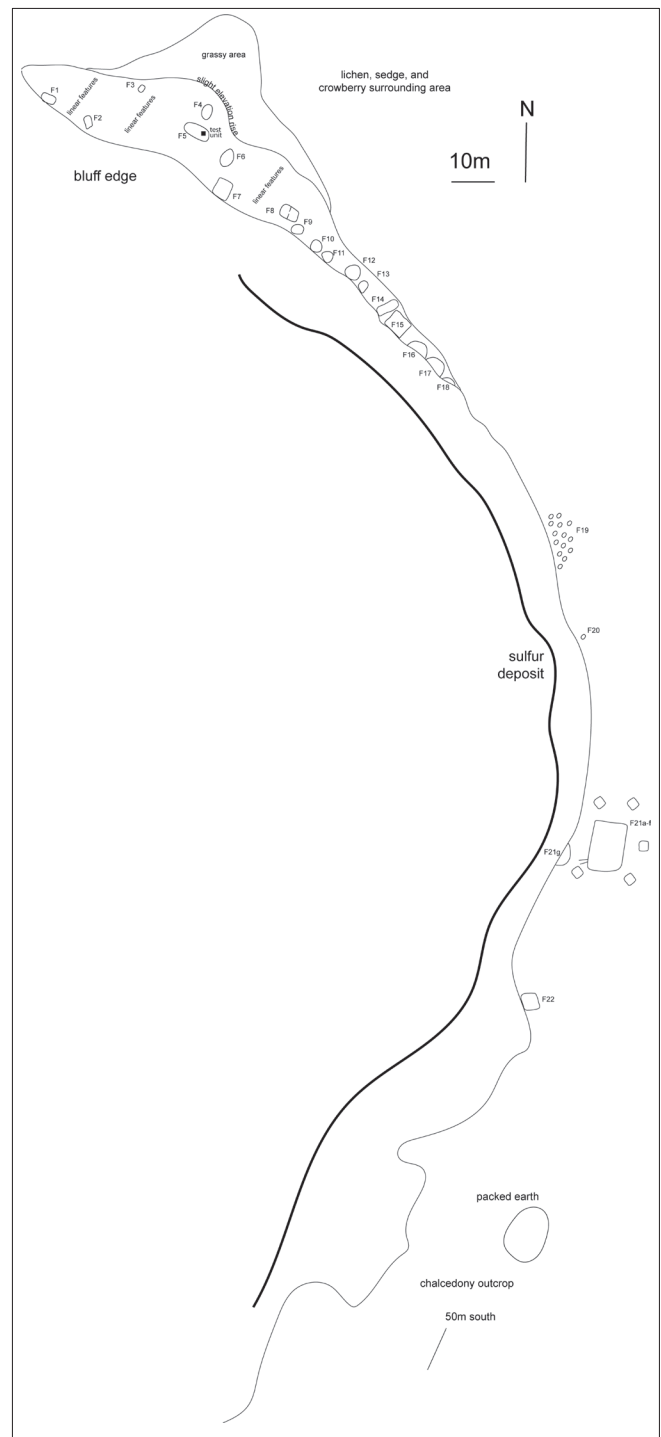 grassy area
lichen, sedge, and
crowberry surrounding area
N
10m
slight elevation rise
F1
linear features
F2
F3
linear features
F4
F5
test
unit
F6
bluff edge
F7
linear features
F8
F9
F10
F11
F12
F13
F14
F15
F16
F17
F18
F19
F20
sulfur
deposit
F21a-f
F21g
F22
packed earth
chalcedony outcrop
50m south